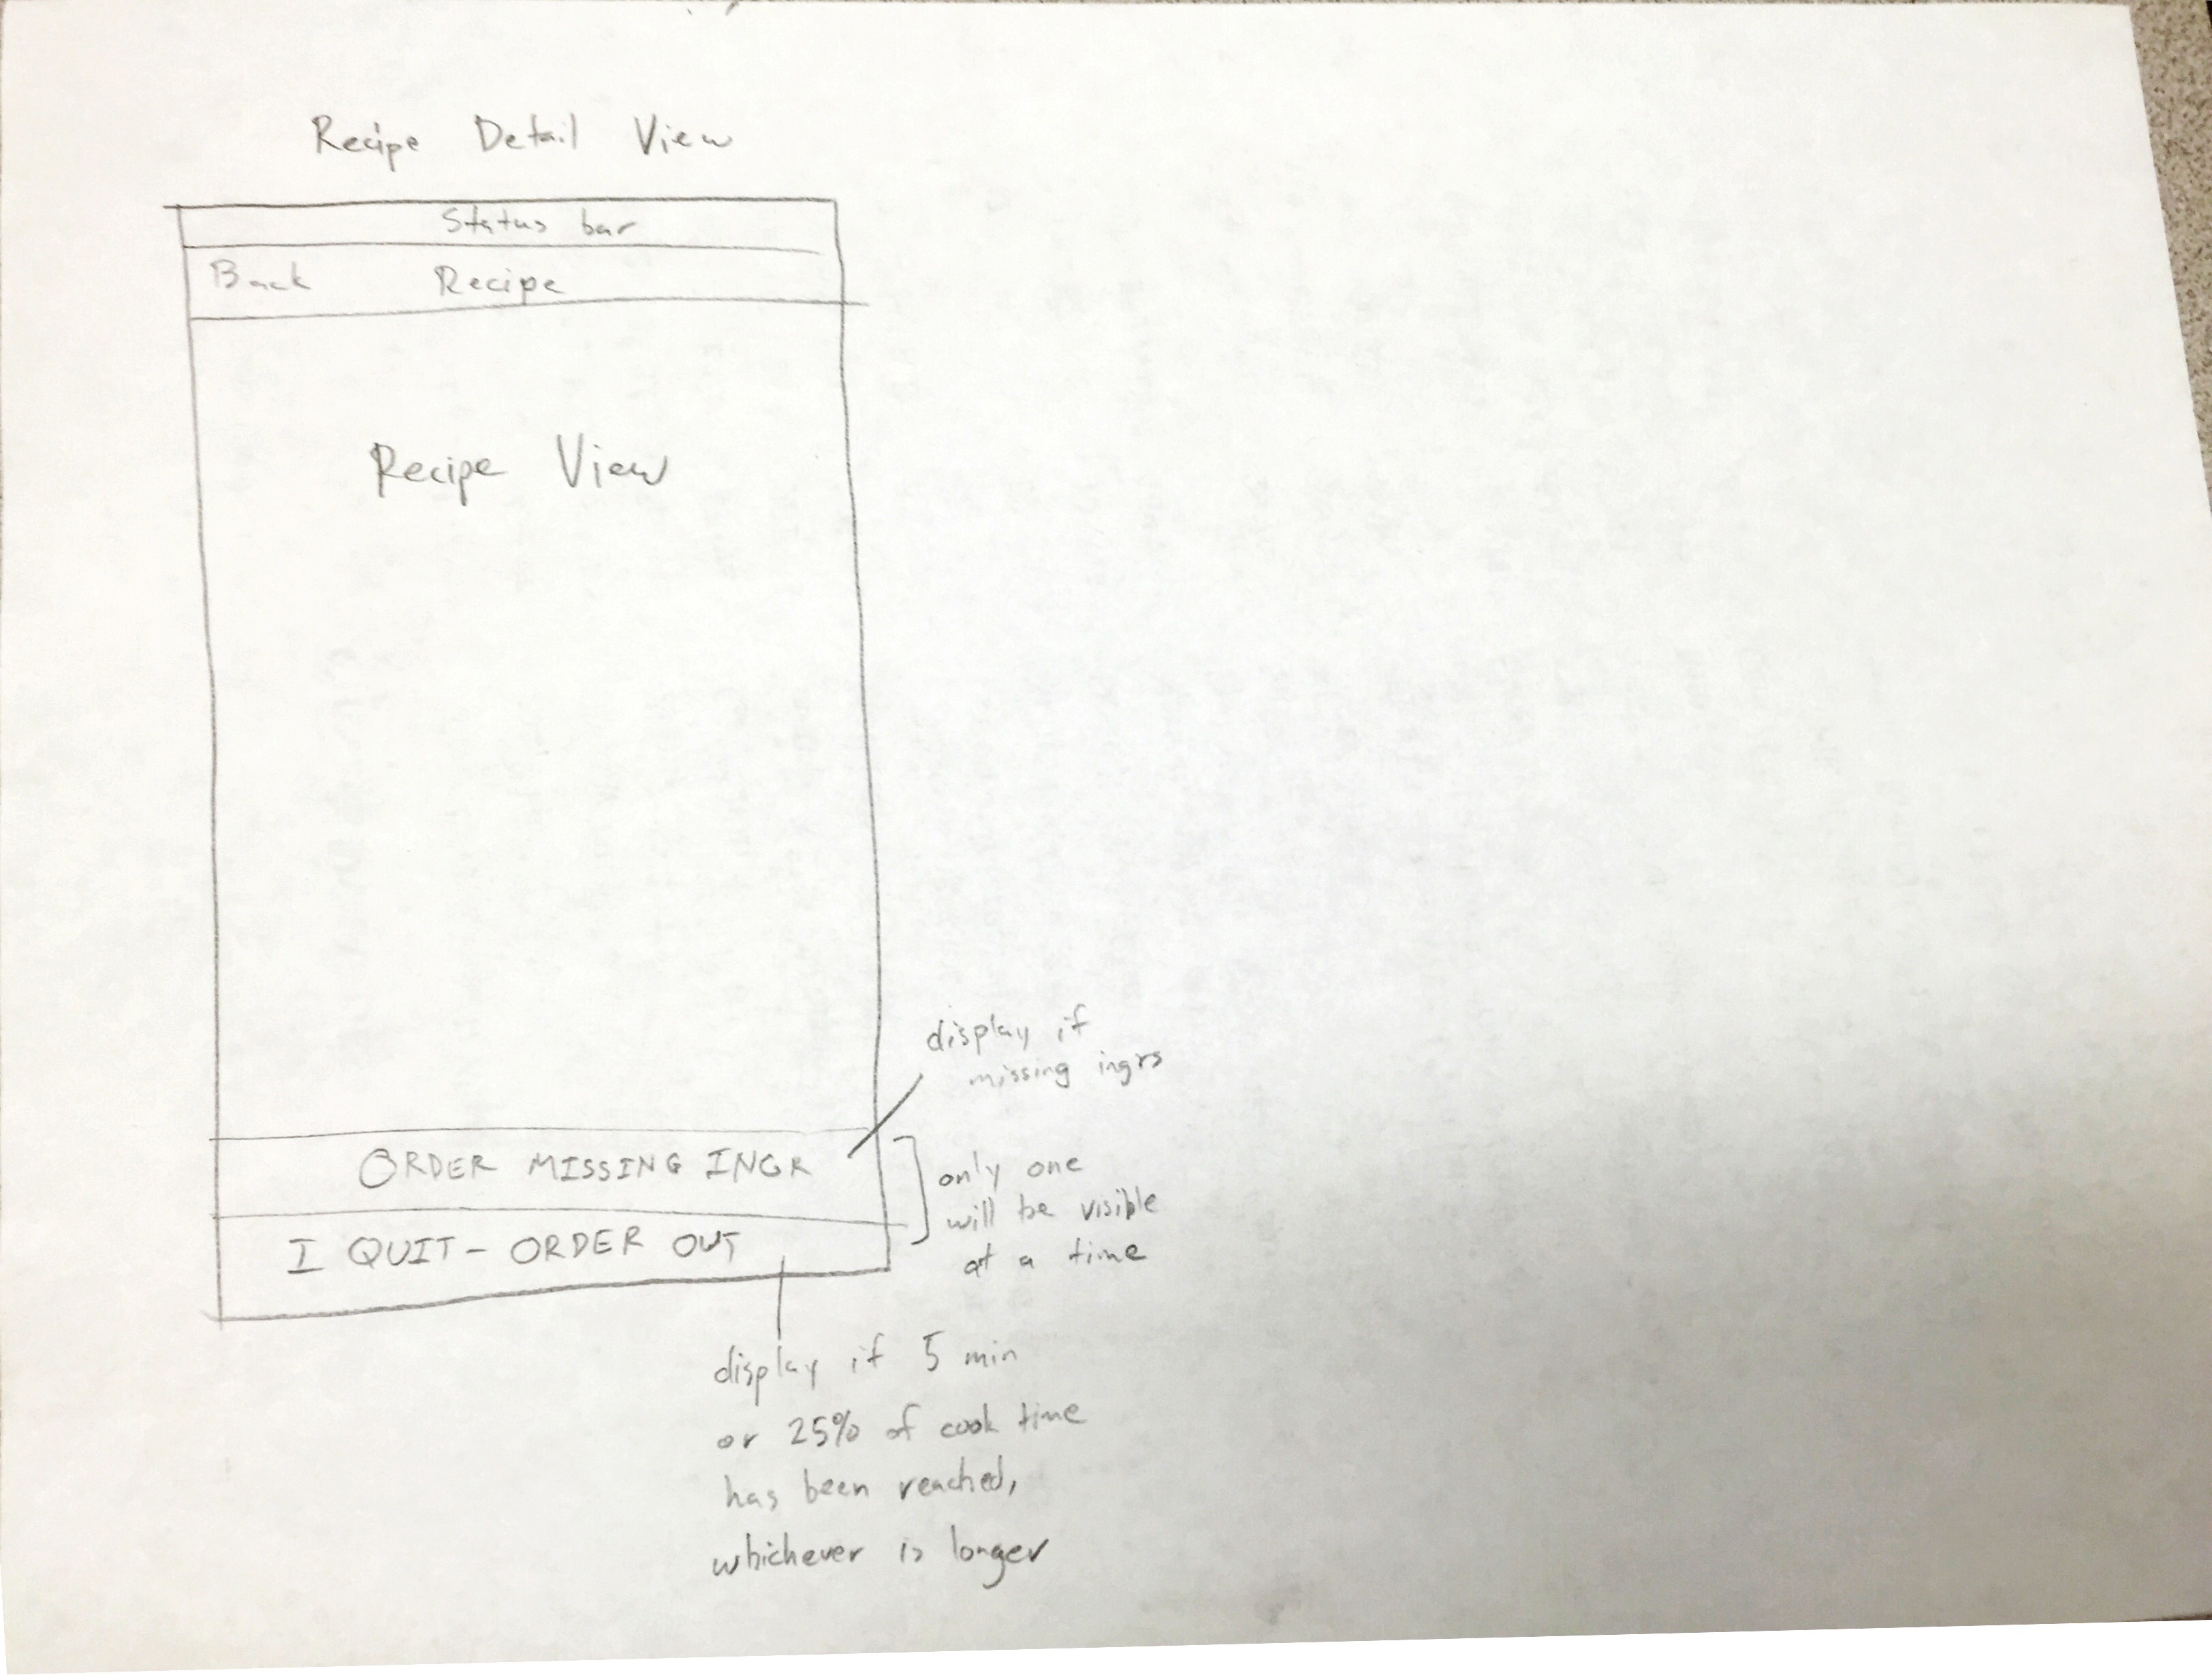 Recipe Detail View
Status bar
Back Recipe
Recipe View
display if
missing ingrs
ORDER MISSING INGR
only one
will be visible
at a time
I QUIT - ORDER OUT
display if 5 min
or 25% of cook time
has been reached,
whichever is longer